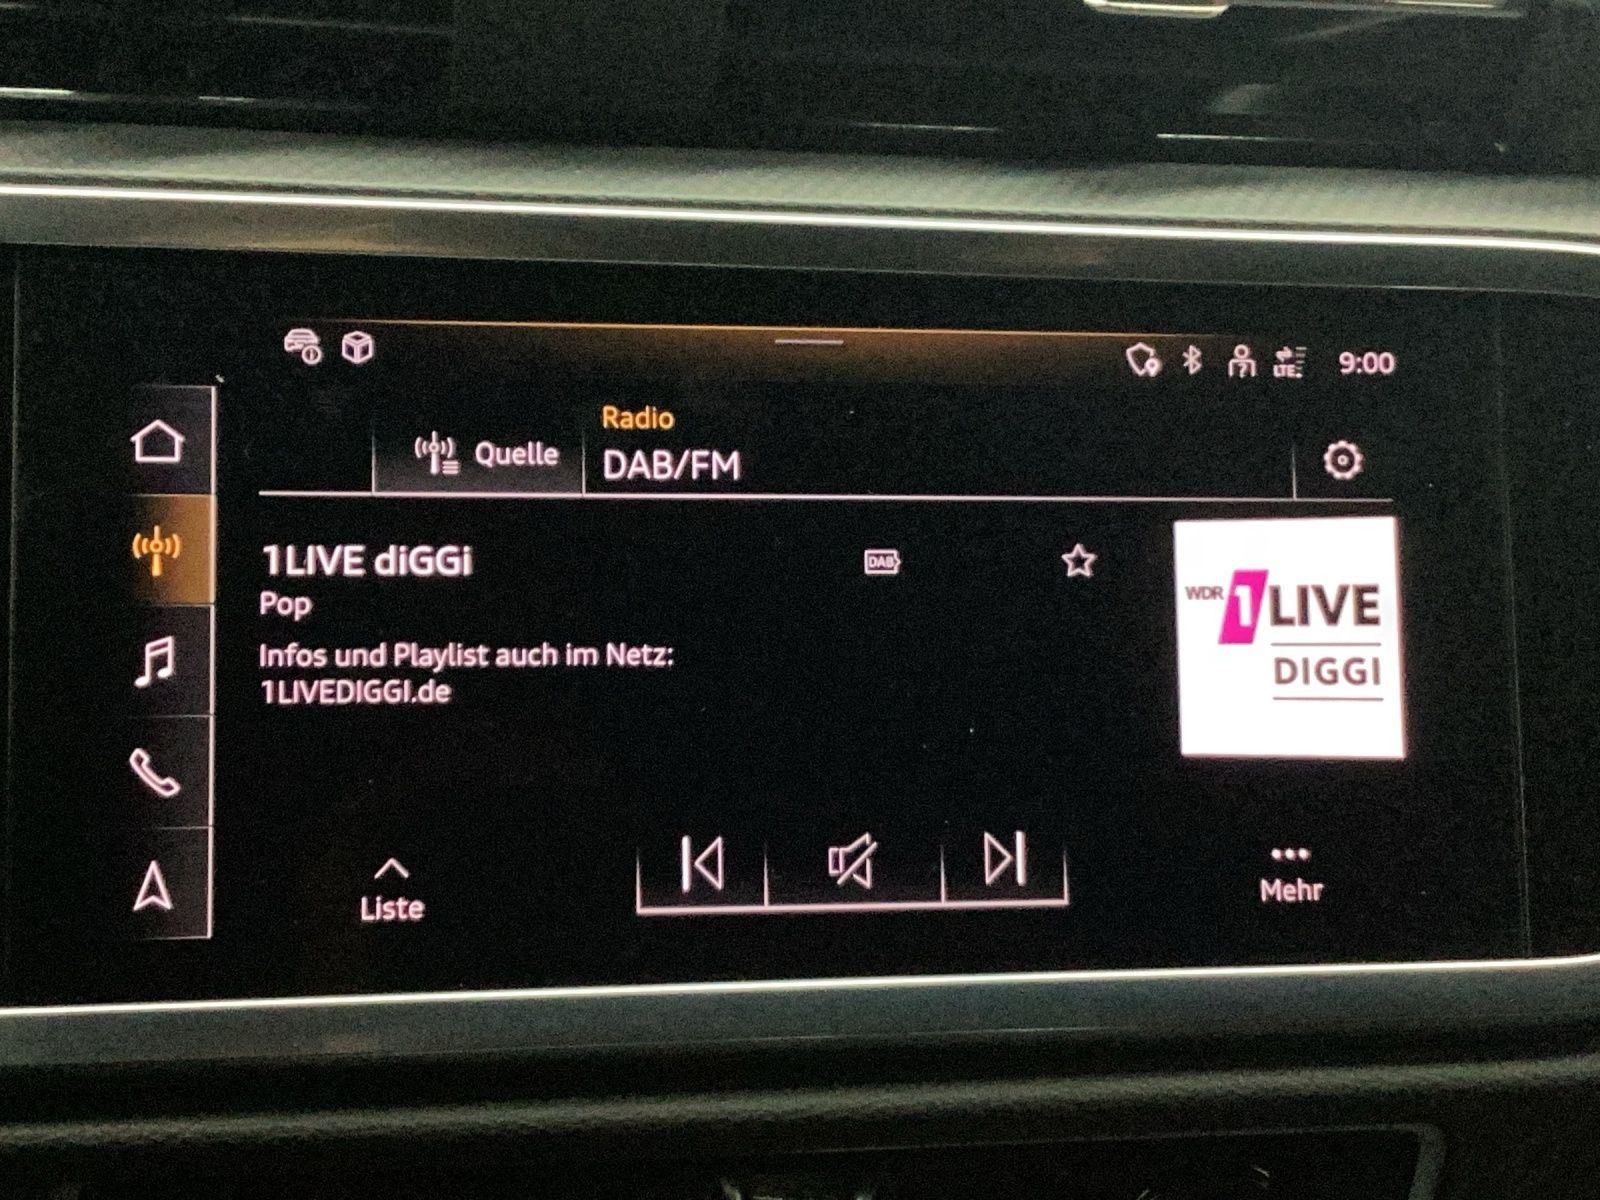 LTE
9:00
Radio
Quelle
DAB/FM
1LIVE diGGi
DAB
Pop
Infos und Playlist auch im Netz:
1LIVEDIGGI.de
WDR 1LIVE
DIGGI
Liste
Mehr